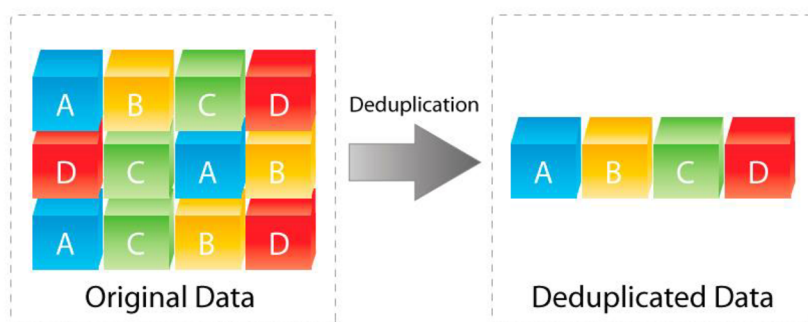 A B C D
D C A B
A C B D
Original Data
Deduplication
A B C D
Deduplicated Data